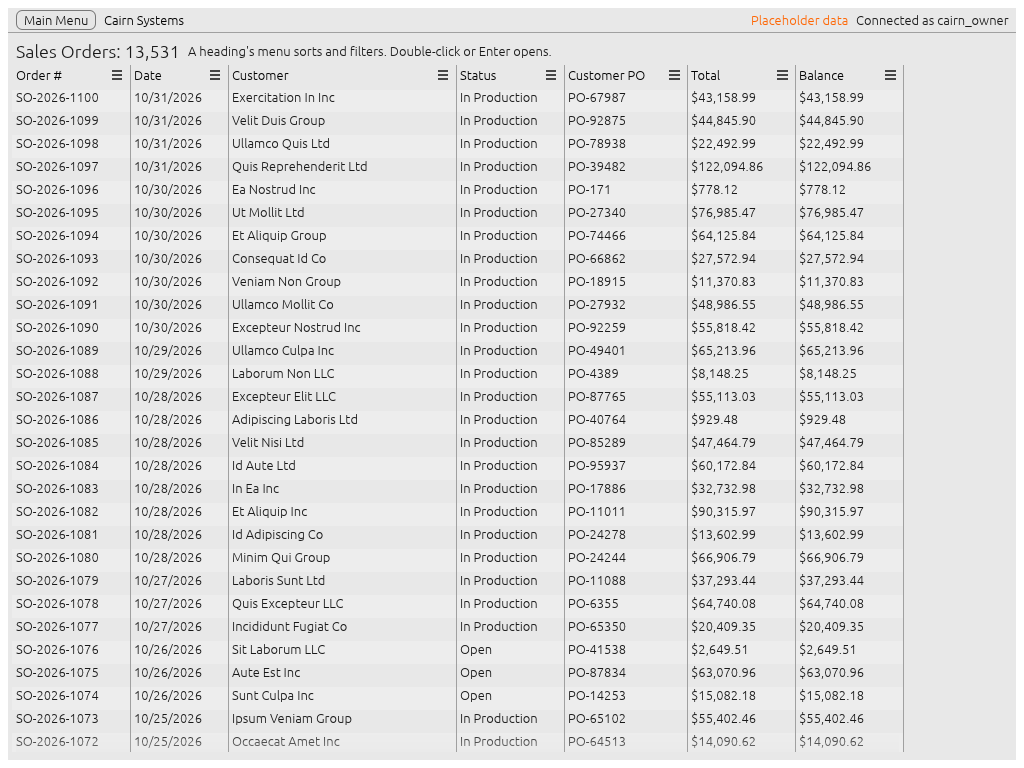 Main Menu Cairn Systems Placeholder data Connected as cairn_owner
Sales Orders: 13,531 A heading's menu sorts and filters. Double-click or Enter opens.
Order # Date Customer Status Customer PO Total Balance
SO-2026-1100 10/31/2026 Exercitation In Inc In Production PO-67987 $43,158.99 $43,158.99
SO-2026-1099 10/31/2026 Velit Duis Group In Production PO-92875 $44,845.90 $44,845.90
SO-2026-1098 10/31/2026 Ullamco Quis Ltd In Production PO-78938 $22,492.99 $22,492.99
SO-2026-1097 10/31/2026 Quis Reprehenderit Ltd In Production PO-39482 $122,094.86 $122,094.86
SO-2026-1096 10/30/2026 Ea Nostrud Inc In Production PO-171 $778.12 $778.12
SO-2026-1095 10/30/2026 Ut Mollit Ltd In Production PO-27340 $76,985.47 $76,985.47
SO-2026-1094 10/30/2026 Et Aliquip Group In Production PO-74466 $64,125.84 $64,125.84
SO-2026-1093 10/30/2026 Consequat Id Co In Production PO-66862 $27,572.94 $27,572.94
SO-2026-1092 10/30/2026 Veniam Non Group In Production PO-18915 $11,370.83 $11,370.83
SO-2026-1091 10/30/2026 Ullamco Mollit Co In Production PO-27932 $48,986.55 $48,986.55
SO-2026-1090 10/30/2026 Excepteur Nostrud Inc In Production PO-92259 $55,818.42 $55,818.42
SO-2026-1089 10/29/2026 Ullamco Culpa Inc In Production PO-49401 $65,213.96 $65,213.96
SO-2026-1088 10/29/2026 Laborum Non LLC In Production PO-4389 $8,148.25 $8,148.25
SO-2026-1087 10/28/2026 Excepteur Elit LLC In Production PO-87765 $55,113.03 $55,113.03
SO-2026-1086 10/28/2026 Adipiscing Laboris Ltd In Production PO-40764 $929.48 $929.48
SO-2026-1085 10/28/2026 Velit Nisi Ltd In Production PO-85289 $47,464.79 $47,464.79
SO-2026-1084 10/28/2026 Id Aute Ltd In Production PO-95937 $60,172.84 $60,172.84
SO-2026-1083 10/28/2026 In Ea Inc In Production PO-17886 $32,732.98 $32,732.98
SO-2026-1082 10/28/2026 Et Aliquip Inc In Production PO-11011 $90,315.97 $90,315.97
SO-2026-1081 10/28/2026 Id Adipiscing Co In Production PO-24278 $13,602.99 $13,602.99
SO-2026-1080 10/28/2026 Minim Qui Group In Production PO-24244 $66,906.79 $66,906.79
SO-2026-1079 10/27/2026 Laboris Sunt Ltd In Production PO-11088 $37,293.44 $37,293.44
SO-2026-1078 10/27/2026 Quis Excepteur LLC In Production PO-6355 $64,740.08 $64,740.08
SO-2026-1077 10/27/2026 Incididunt Fugiat Co In Production PO-65350 $20,409.35 $20,409.35
SO-2026-1076 10/26/2026 Sit Laborum LLC Open PO-41538 $2,649.51 $2,649.51
SO-2026-1075 10/26/2026 Aute Est Inc Open PO-87834 $63,070.96 $63,070.96
SO-2026-1074 10/26/2026 Sunt Culpa Inc Open PO-14253 $15,082.18 $15,082.18
SO-2026-1073 10/25/2026 Ipsum Veniam Group In Production PO-65102 $55,402.46 $55,402.46
SO-2026-1072 10/25/2026 Occaecat Amet Inc In Production PO-64513 $14,090.62 $14,090.62